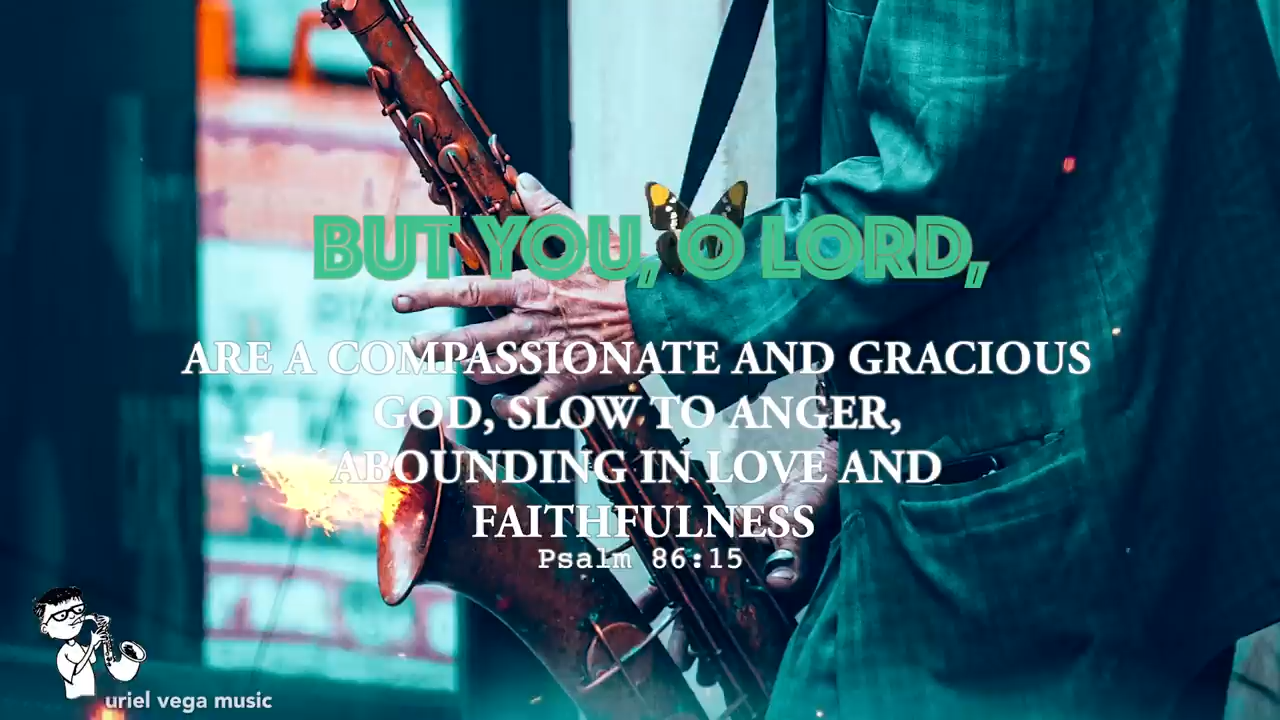 BUT YOU, O LORD,
ARE A COMPASSIONATE AND GRACIOUS
GOD, SLOW TO ANGER,
ABOUNDING IN LOVE AND
FAITHFULNESS
Psalm 86:15
uriel vega music